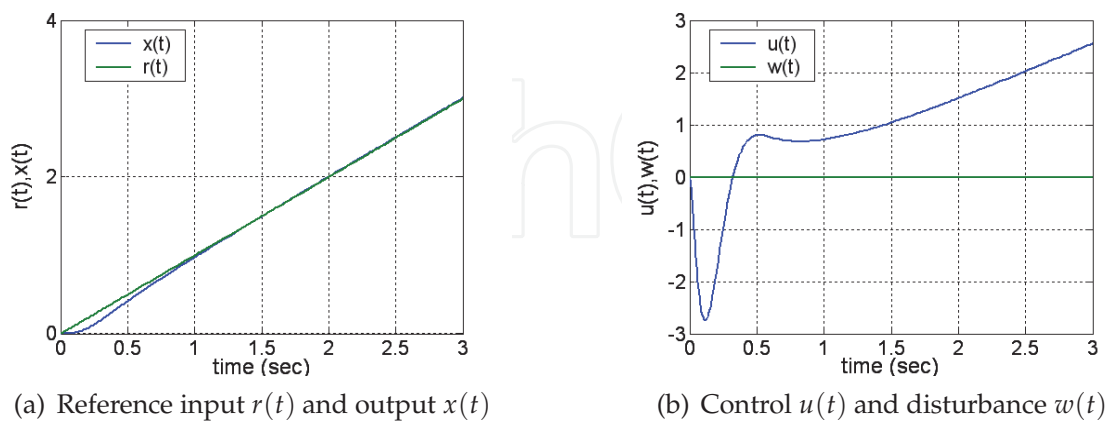 4
2
0
r(t),x(t)
x(t)
r(t)
0 0.5 1 1.5 2 2.5 3
time (sec)
(a) Reference input r(t) and output x(t)
3
2
1
0
-1
-2
-3
u(t),w(t)
u(t)
w(t)
0 0.5 1 1.5 2 2.5 3
time (sec)
(b) Control u(t) and disturbance w(t)